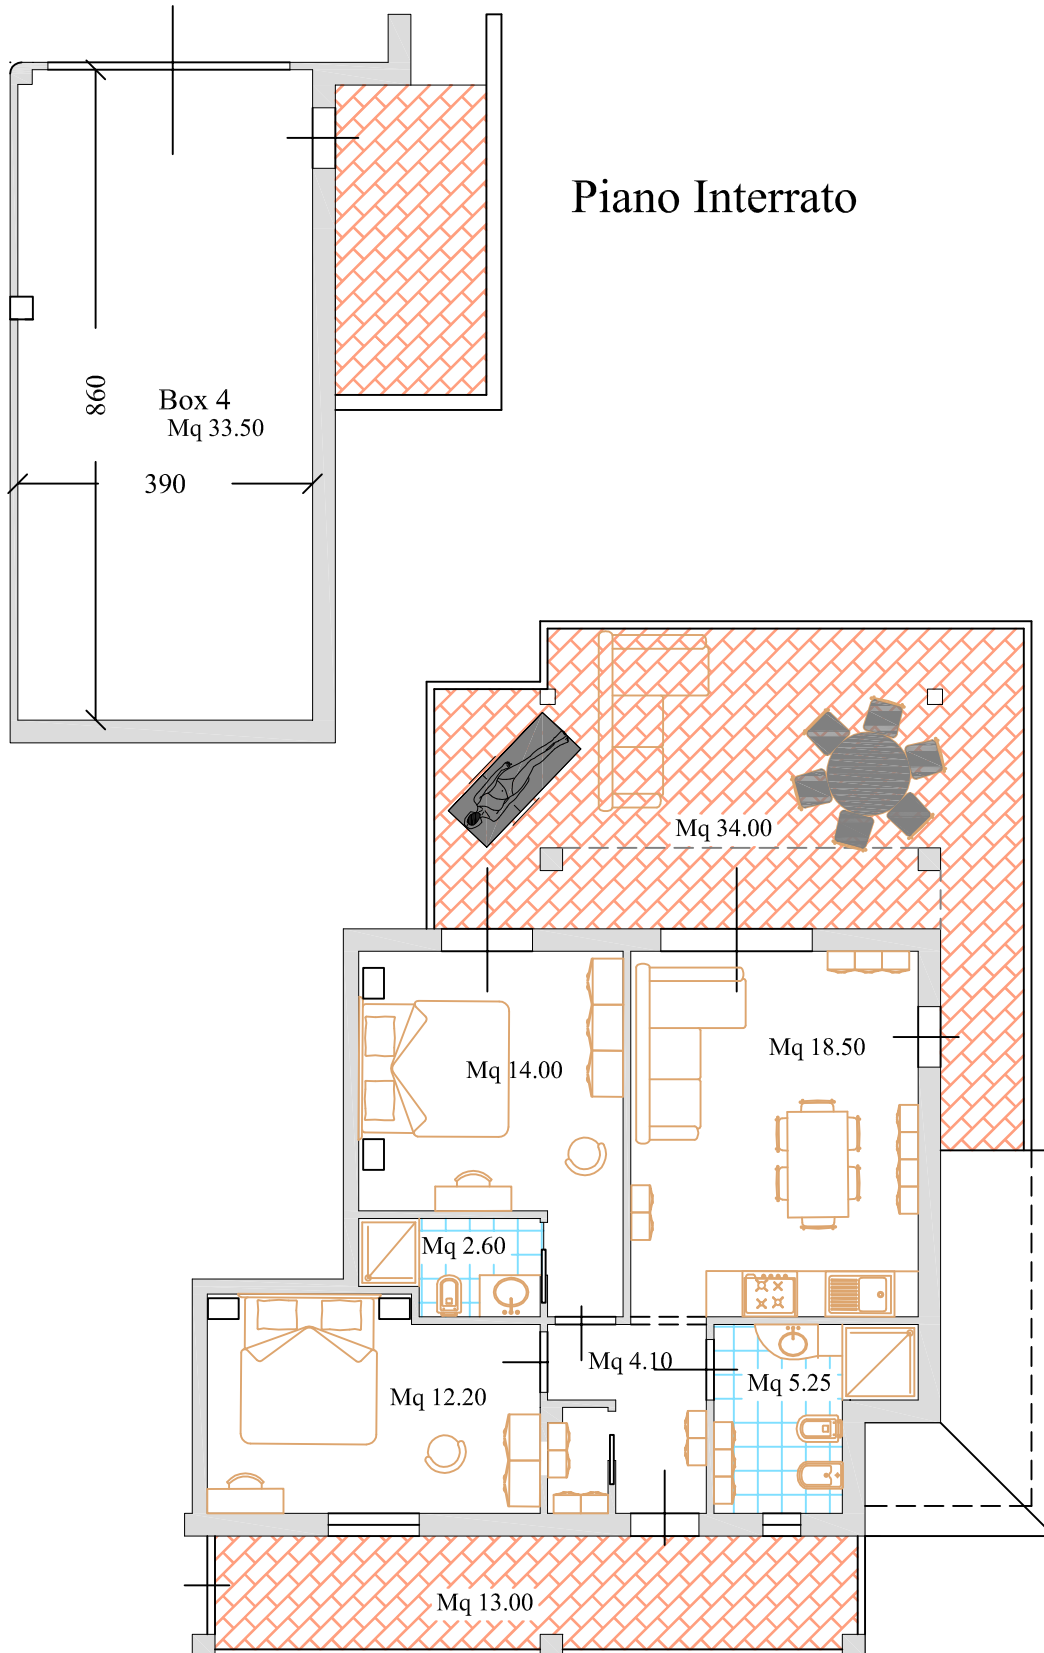 Piano Interrato
860
Box 4
Mq 33.50
390
Mq 34.00
Mq 18.50
Mq 14.00
Mq 2.60
Mq 4.10
Mq 5.25
Mq 12.20
Mq 13.00